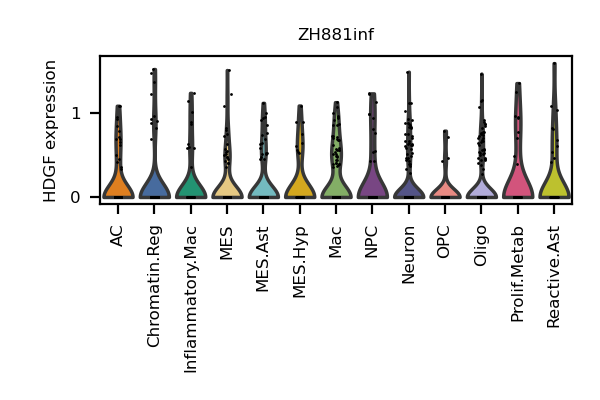 ZH881inf
HDGF expression
1
0
AC
Chromatin.Reg
Inflammatory.Mac
MES
MES.Ast
MES.Hyp
Mac
NPC
Neuron
OPC
Oligo
Prolif.Metab
Reactive.Ast